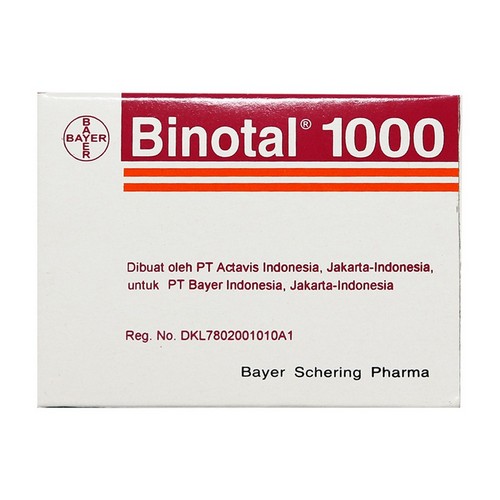 BAYER
BAYER
Binotal® 1000
Dibuat oleh PT Actavis Indonesia, Jakarta-Indonesia,
untuk PT Bayer Indonesia, Jakarta-Indonesia
Reg. No. DKL7802001010A1
Bayer Schering Pharma